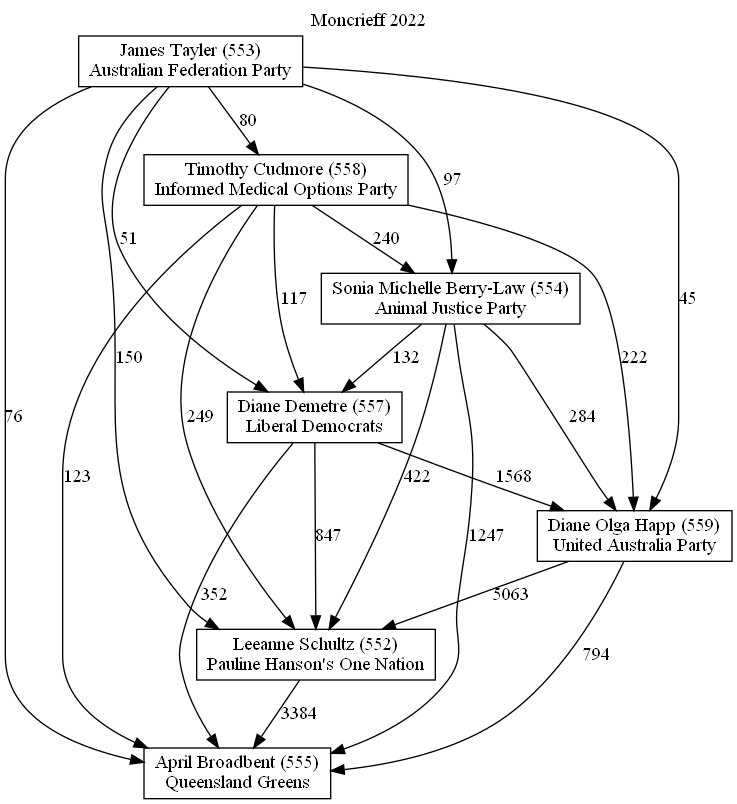 Moncrieff 2022
James Tayler (553)
Australian Federation Party
80
Timothy Cudmore (558)
Informed Medical Options Party
97
51
240
Sonia Michelle Berry-Law (554)
Animal Justice Party
117
45
150
132
222
Diane Demetre (557)
Liberal Democrats
76
249
284
123
422
1568
847
1247
Diane Olga Happ (559)
United Australia Party
352
5063
Leeanne Schultz (552)
Pauline Hanson's One Nation
794
3384
April Broadbent (555)
Queensland Greens